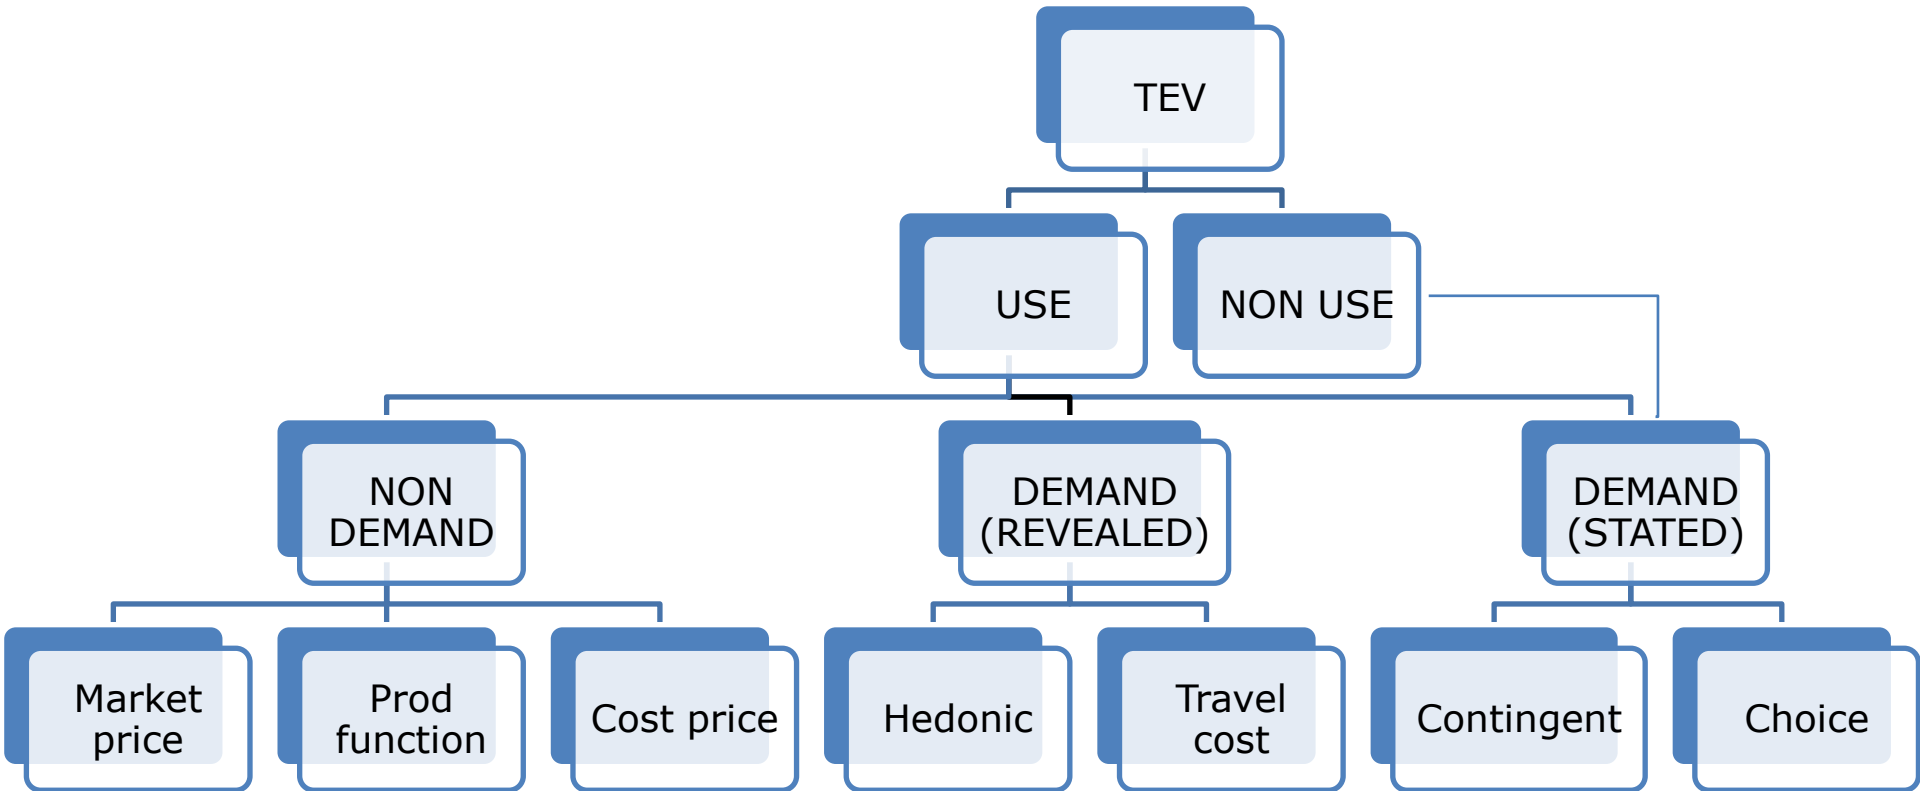 TEV
USE
NON USE
NON
DEMAND
DEMAND
(REVEALED)
DEMAND
(STATED)
Market
price
Prod
function
Cost price
Hedonic
Travel
cost
Contingent
Choice